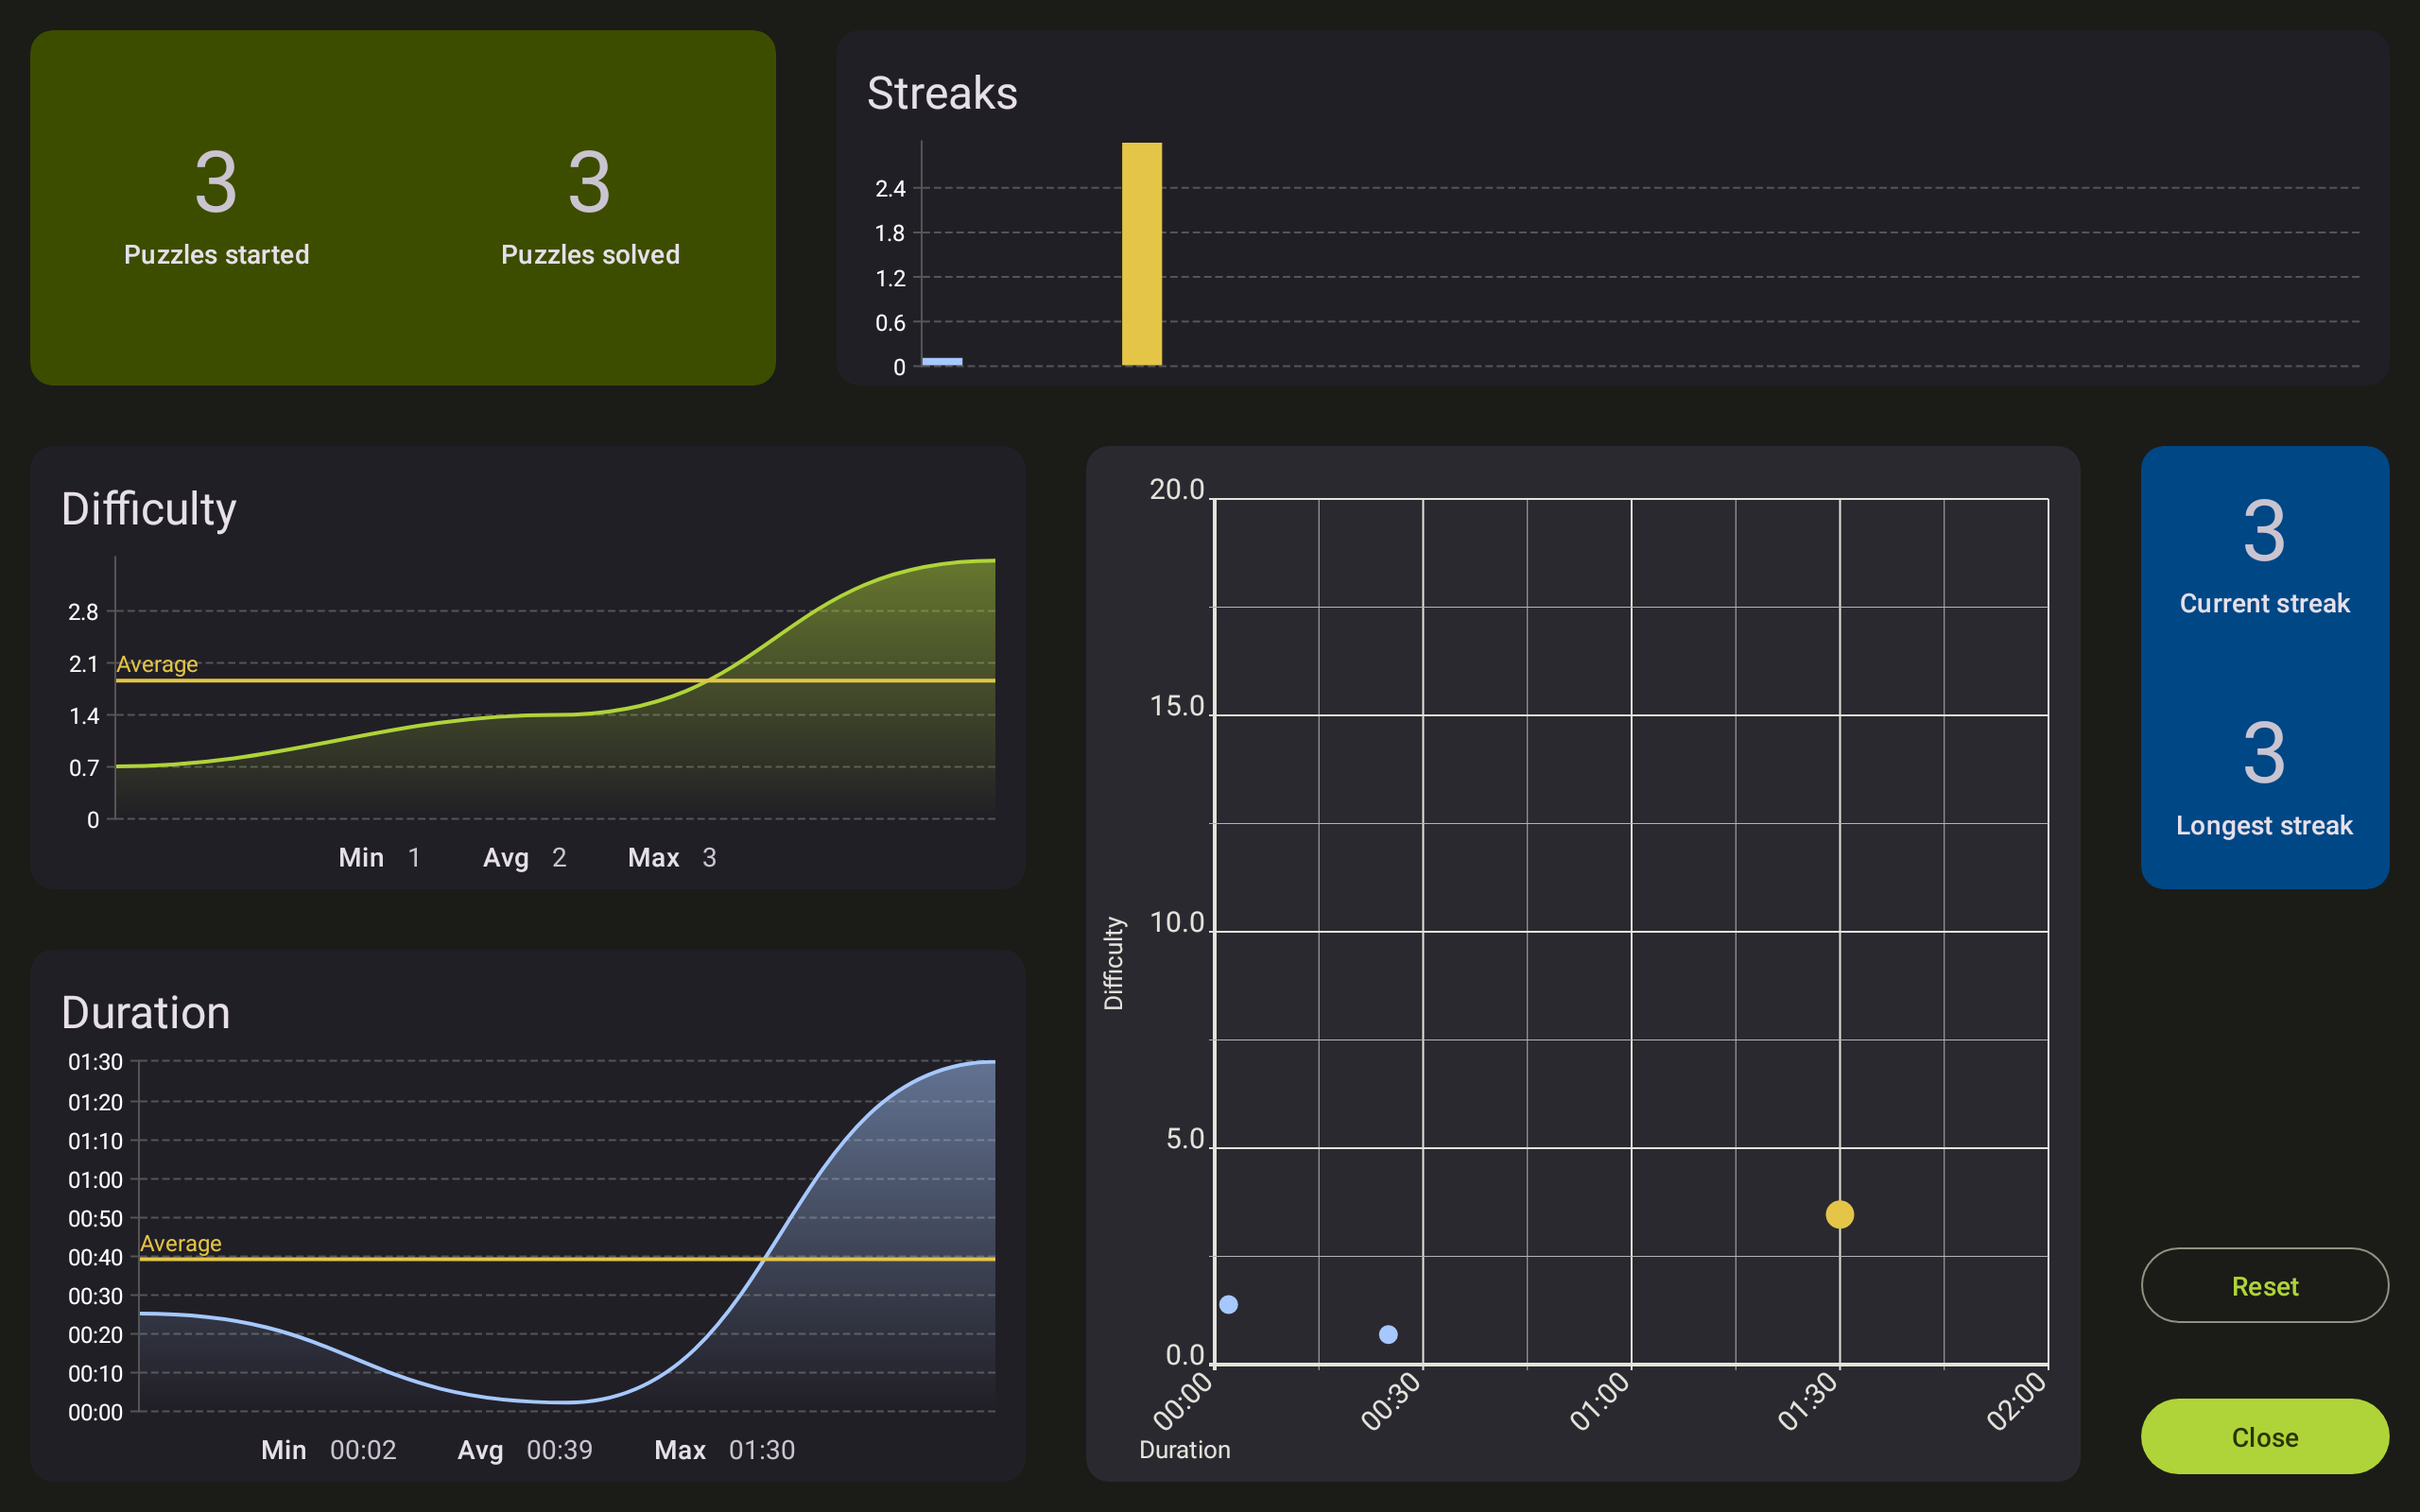 3
Puzzles started
3
Puzzles solved
Streaks
2.4
1.8
1.2
0.6
0
Difficulty
2.8
2.1
Average
1.4
0.7
0
Min 1 Avg 2 Max 3
Duration
01:30
01:20
01:10
01:00
00:50
Average
00:40
00:30
00:20
00:10
00:00
Min 00:02 Avg 00:39 Max 01:30
20.0
15.0
10.0
5.0
0.0
Difficulty
00:00 00:30 01:00 01:30 02:00
Duration
3
Current streak
3
Longest streak
Reset
Close